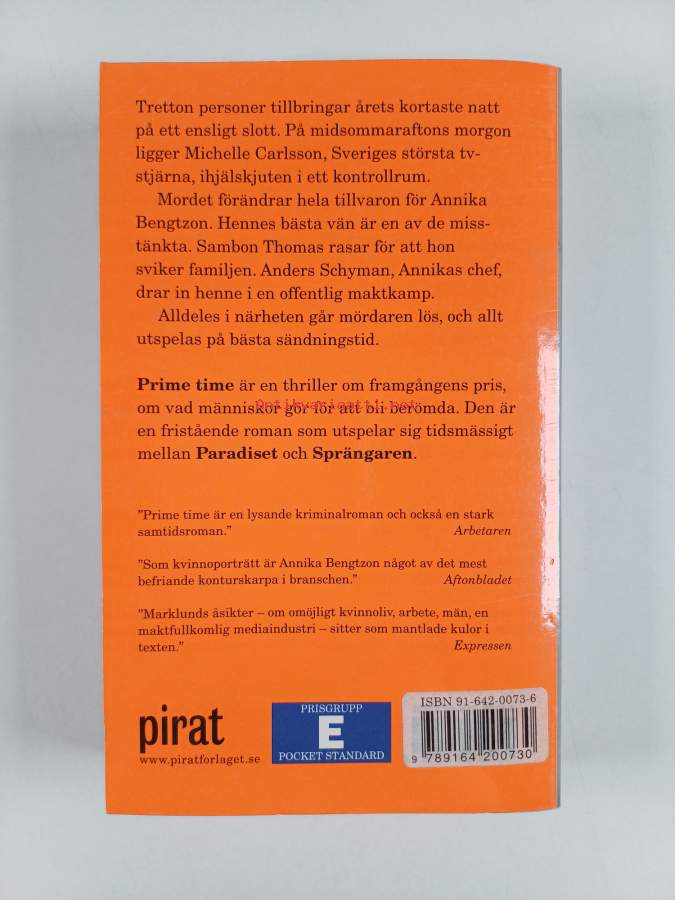 Tretton personer tillbringar årets kortaste natt
på ett ensligt slott. På midsommaraftons morgon
ligger Michelle Carlsson, Sveriges största tv-
stjärna, ihjälskjuten i ett kontrollrum.
Mordet förändrar hela tillvaron för Annika
Bengtzon. Hennes bästa vän är en av de miss-
tänkta. Sambon Thomas rasar för att hon
sviker familjen. Anders Schyman, Annikas chef,
drar in henne i en offentlig maktkamp.
Alldeles i närheten går mördaren lös, och allt
utspelas på bästa sändningstid.
Prime time är en thriller om framgångens pris,
om vad människor gör för att bli berömda. Den är
Antikvariaatti.net
en fristående roman som utspelar sig tidsmässigt
mellan Paradiset och Sprängaren.
”Prime time är en lysande kriminalroman och också en stark
samtidsroman.” Arbetaren
”Som kvinnoporträtt är Annika Bengtzon något av det mest
befriande konturskarpa i branschen.” Aftonbladet
”Marklunds åsikter – om omöjligt kvinnoliv, arbete, män, en
maktfullkomlig mediaindustri – sitter som mantlade kulor i
texten.” Expressen
pirat
www.piratforlaget.se
PRISGRUPP
E
POCKET STANDARD
ISBN 91-642-0073-6
9 789164 200730